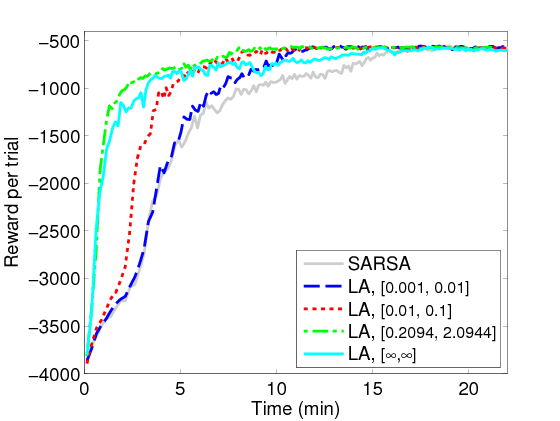 −500
−1000
−1500
−2000
−2500
−3000
−3500
−4000
Reward per trial
0 5 10 15 20
Time (min)
SARSA
LA, [0.001, 0.01]
LA, [0.01, 0.1]
LA, [0.2094, 2.0944]
LA, [∞,∞]